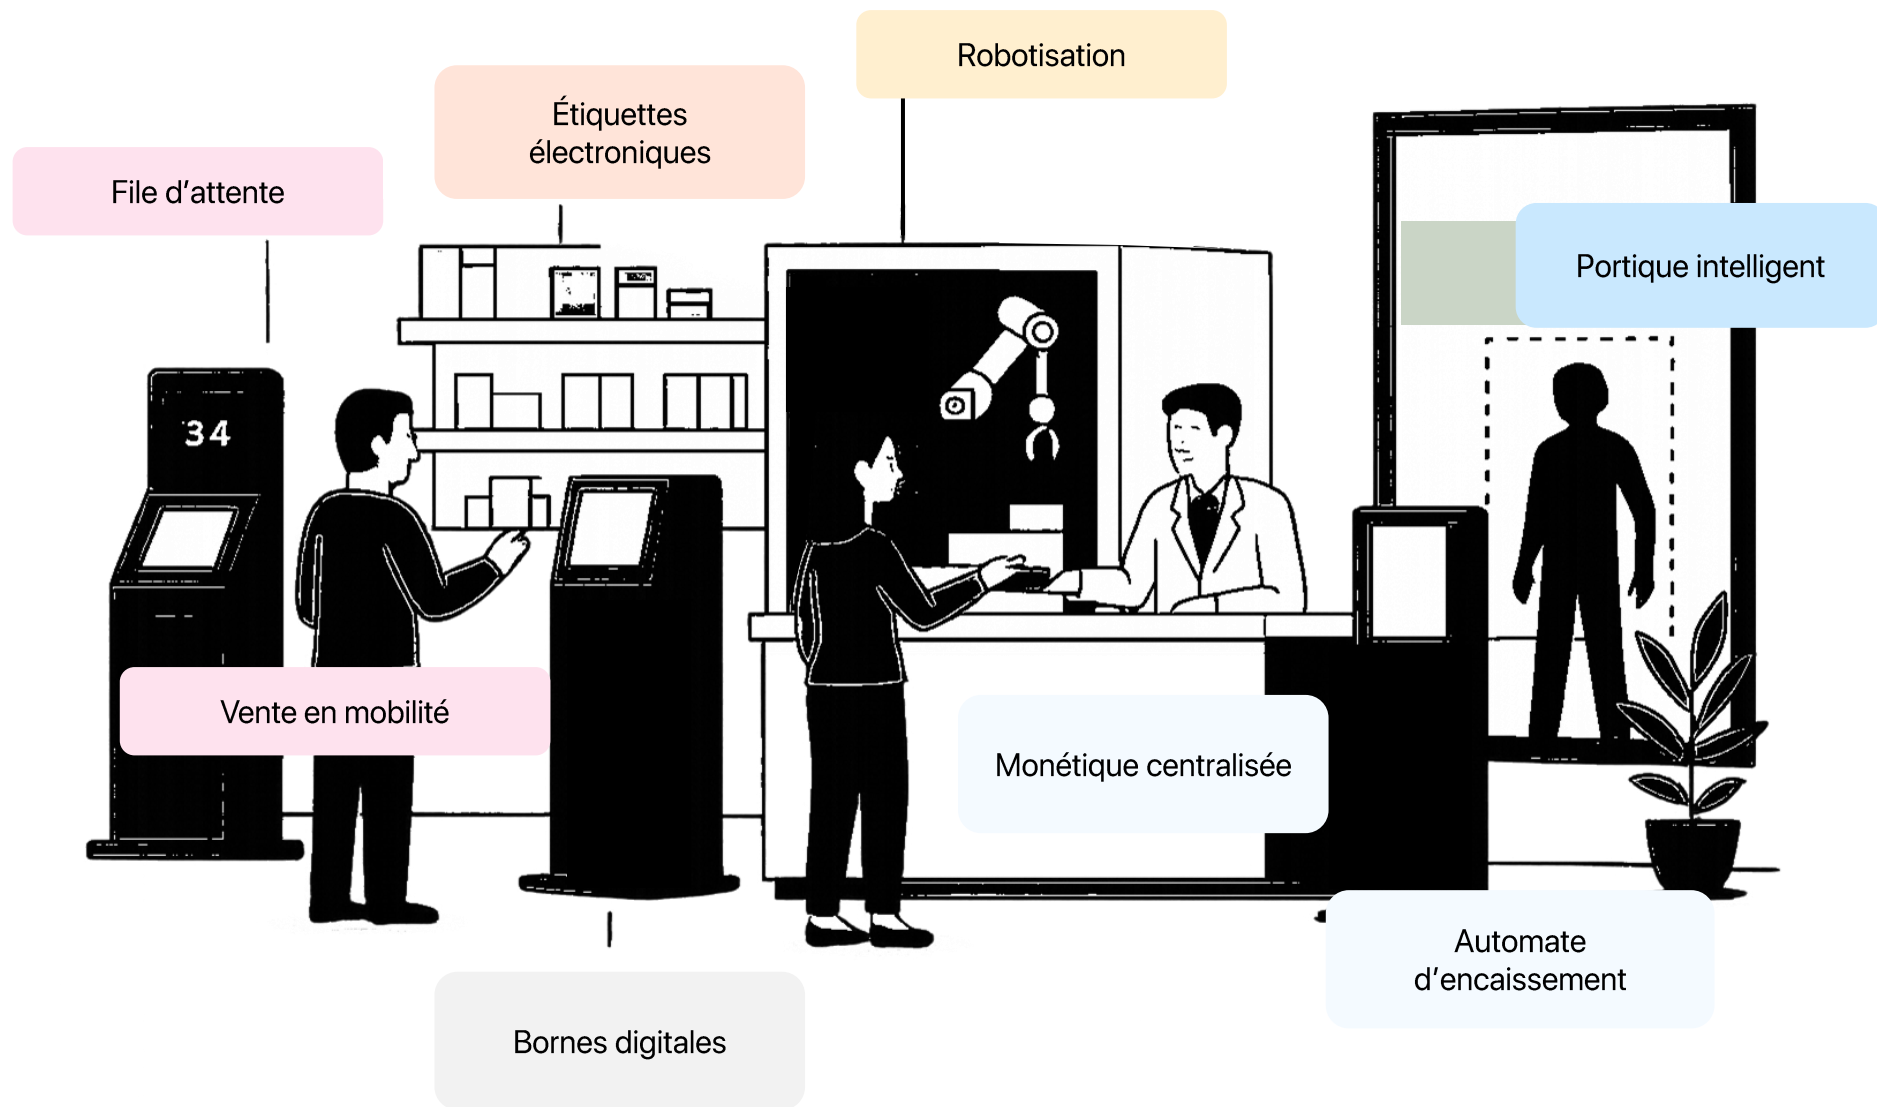 Robotisation
Étiquettes
électroniques
File d’attente
Portique intelligent
34
Vente en mobilité
Monétique centralisée
Automate
d’encaissement
Bornes digitales